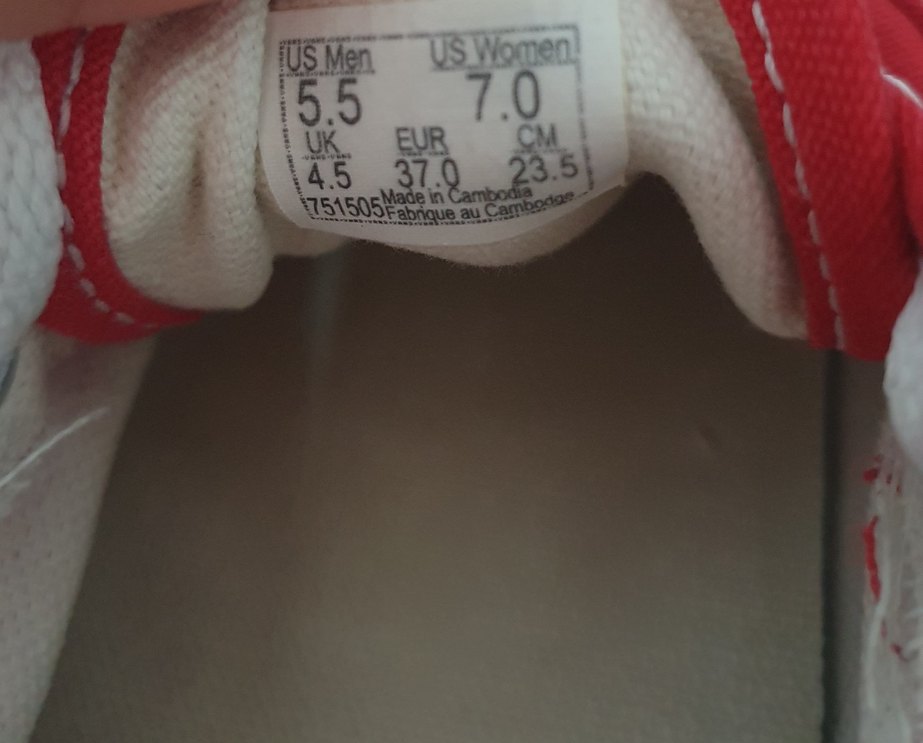 US Men US Women
5.5 7.0
UK EUR CM
4.5 37.0 23.5
751505 Made in Cambodia
Fabrique au Cambodge